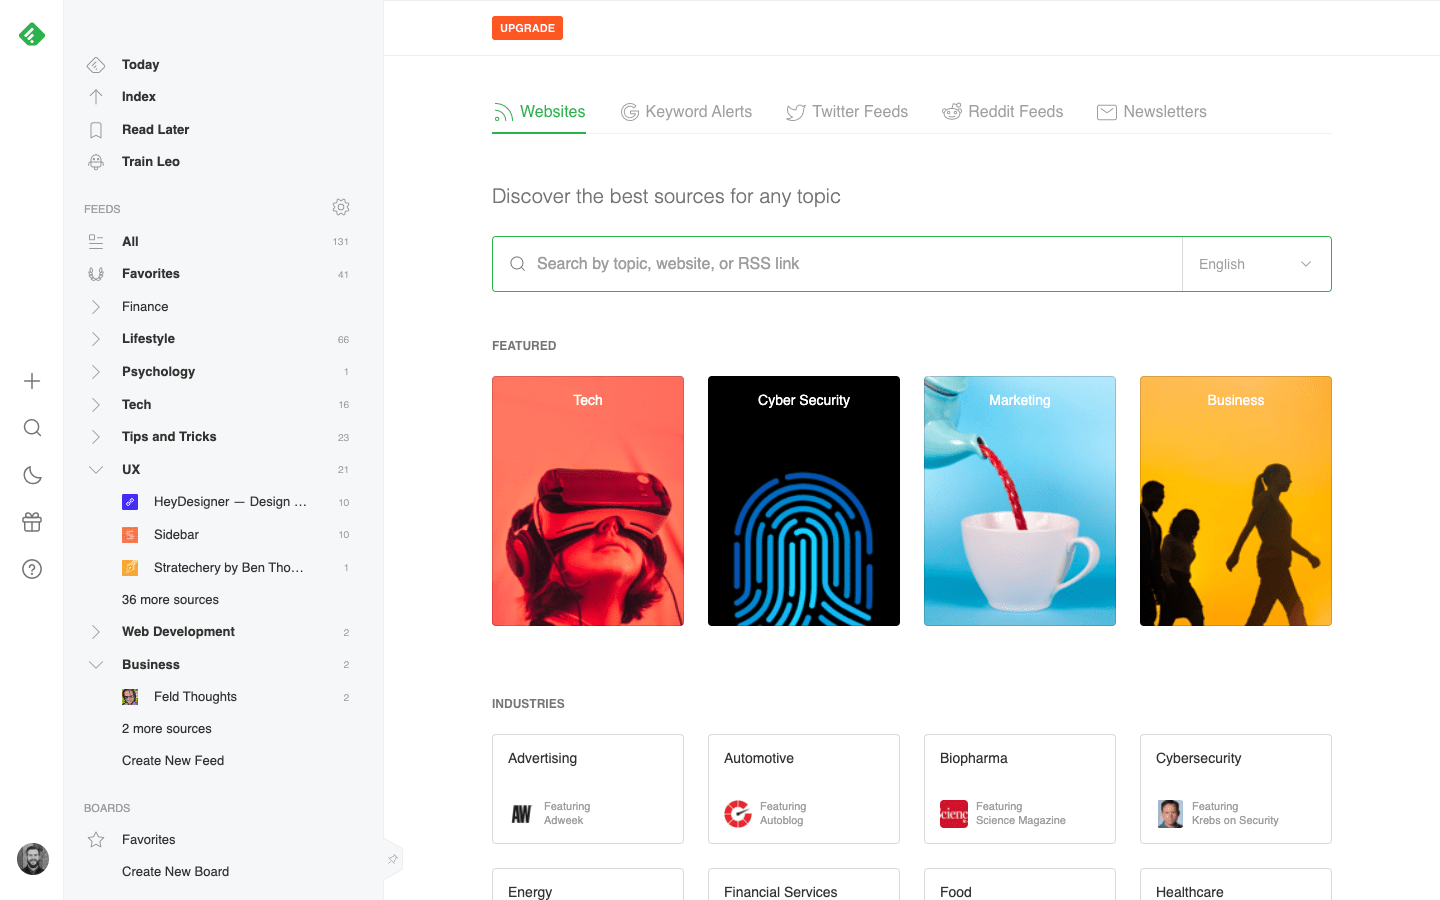 UPGRADE
Today
Index
Read Later
Train Leo
FEEDS
All 131
Favorites 41
Finance
Lifestyle 66
Psychology 1
Tech 16
Tips and Tricks 23
UX 21
HeyDesigner — Design ... 10
Sidebar 10
Stratechery by Ben Tho... 1
36 more sources
Web Development 2
Business 2
Feld Thoughts 2
2 more sources
Create New Feed
BOARDS
Favorites
Create New Board
Websites Keyword Alerts Twitter Feeds Reddit Feeds Newsletters
Discover the best sources for any topic
Search by topic, website, or RSS link English
FEATURED
Tech Cyber Security Marketing Business
INDUSTRIES
Advertising
Featuring
AW Adweek
Automotive
Featuring
Autoblog
Biopharma
Featuring
Science Magazine
Cybersecurity
Featuring
Krebs on Security
Energy Financial Services Food Healthcare